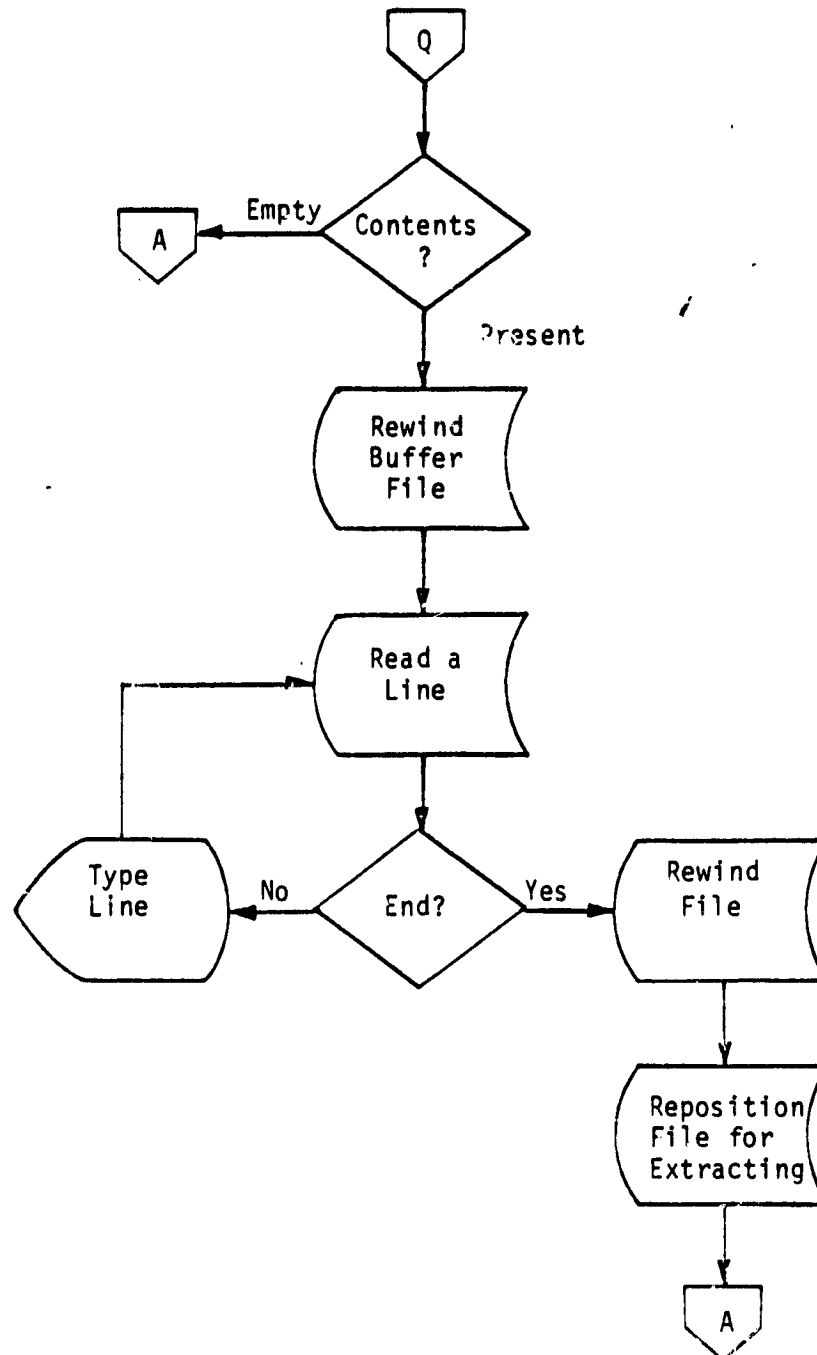 Q
Contents
?
Empty
A
Present
Rewind
Buffer
File
Read a
Line
End?
No
Type
Line
Yes
Rewind
File
Reposition
File for
Extracting
A